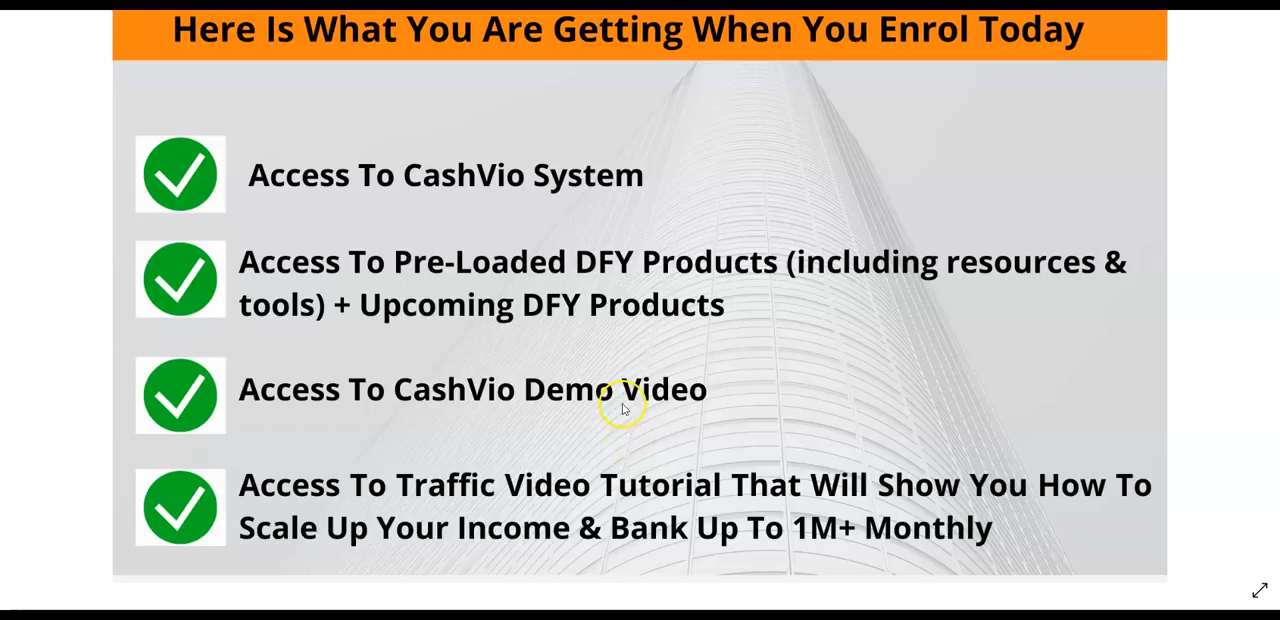 Here Is What You Are Getting When You Enrol Today
Access To CashVio System
Access To Pre-Loaded DFY Products (including resources &
tools) + Upcoming DFY Products
Access To CashVio Demo Video
Access To Traffic Video Tutorial That Will Show You How To
Scale Up Your Income & Bank Up To 1M+ Monthly